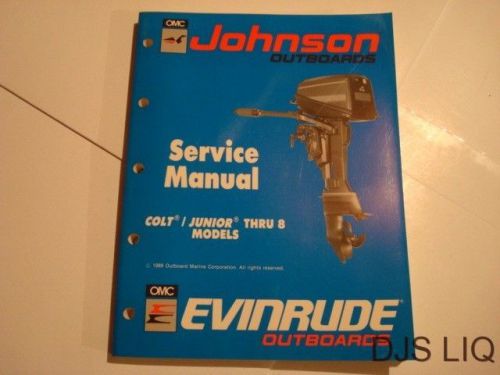 OMC
Johnson
OUTBOARDS
4
Service
Manual
COLT® / JUNIOR® THRU 8
MODELS
© 1989 Outboard Marine Corporation. All rights reserved.
OMC
EVINRUDE®
OUTBOARDS
DJS LIQ